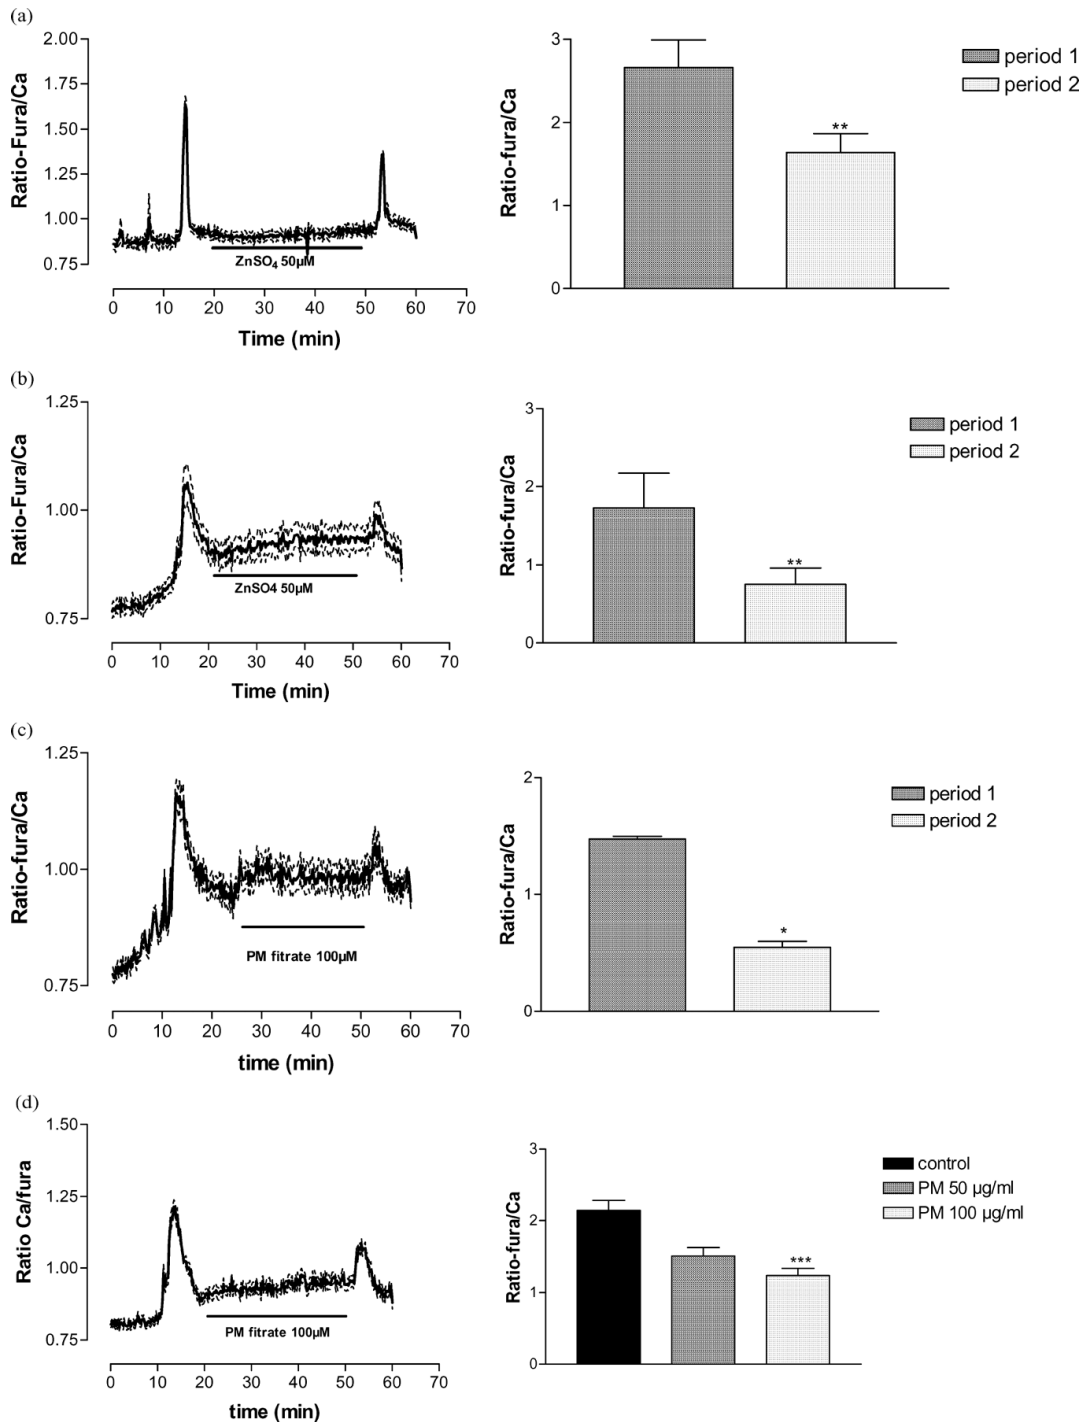 (a)
2.00
1.75
1.50
1.25
1.00
0.75
Ratio-Fura/Ca
ZnSO4 50µM
0 10 20 30 40 50 60 70
Time (min)
3
2
1
0
Ratio-fura/Ca
**
period 1
period 2
(b)
1.25
1.00
0.75
Ratio-Fura/Ca
ZnSO4 50µM
0 10 20 30 40 50 60 70
Time (min)
3
2
1
0
Ratio-fura/Ca
**
period 1
period 2
(c)
1.25
1.00
0.75
Ratio-fura/Ca
PM fitrate 100µM
0 10 20 30 40 50 60 70
time (min)
2
1
0
Ratio-fura/Ca
*
period 1
period 2
(d)
1.50
1.25
1.00
0.75
Ratio Ca/fura
PM fitrate 100µM
0 10 20 30 40 50 60 70
time (min)
3
2
1
0
Ratio-fura/Ca
***
control
PM 50 µg/ml
PM 100 µg/ml